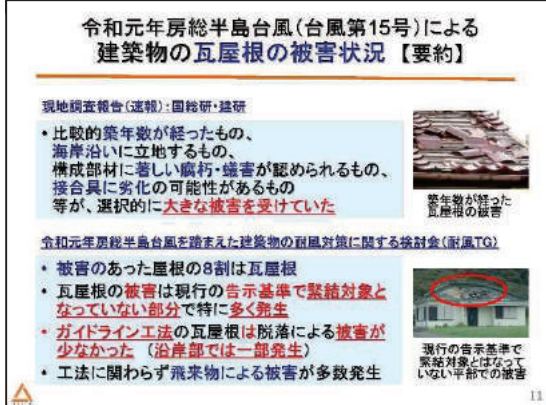 令和元年房総半島台風（台風第15号）による
建築物の瓦屋根の被害状況 【要約】
現地調査報告（速報）：国総研・建研
• 比較的築年数が経ったもの、
海岸沿いに立地するもの、
構成部材に著しい腐朽・蟻害が認められるもの、
接合具に劣化の可能性があるもの
等が、選択的に大きな被害を受けていた
築年数が経った
瓦屋根の被害
令和元年房総半島台風を踏まえた建築物の耐風対策に関する検討会（耐風TG）
• 被害のあった屋根の8割は瓦屋根
• 瓦屋根の被害は現行の告示基準で緊結対象と
なっていない部分で特に多く発生
• ガイドライン工法の瓦屋根は脱落による被害が
少なかった （沿岸部では一部発生）
• 工法に関わらず飛来物による被害が多数発生
現行の告示基準で
緊結対象とはなって
いない平部での被害
11